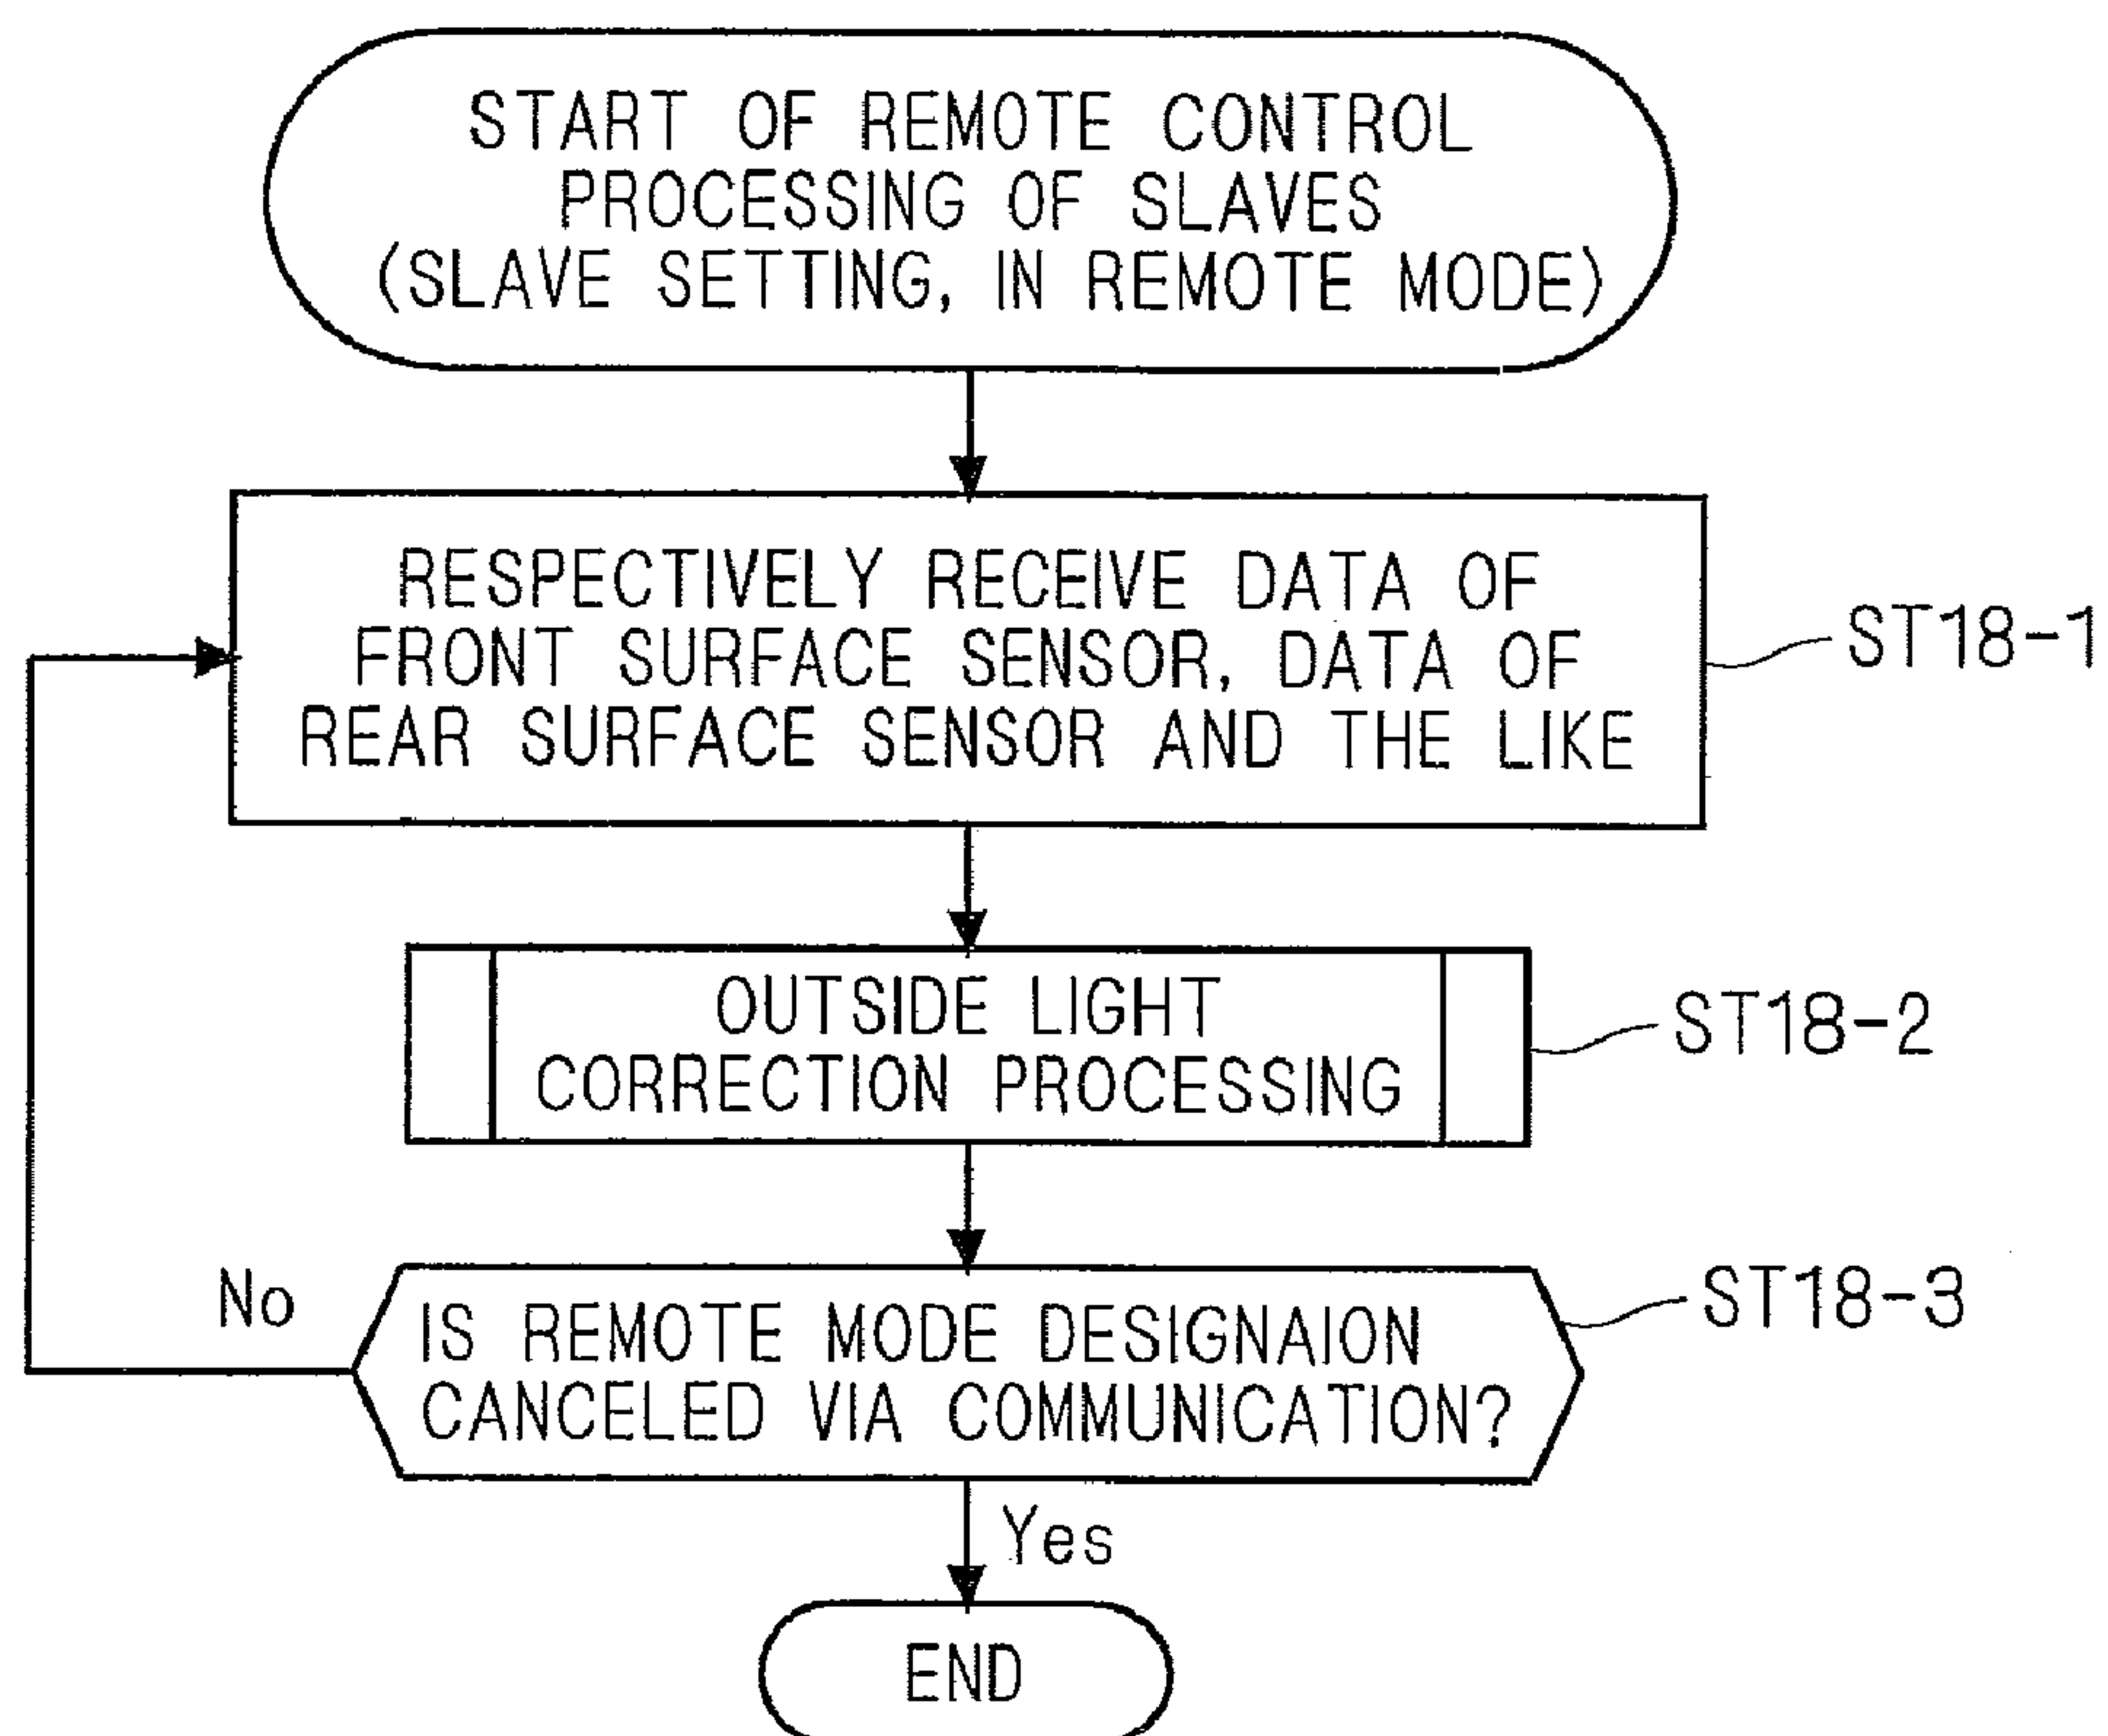 START OF REMOTE CONTROL
PROCESSING OF SLAVES
(SLAVE SETTING, IN REMOTE MODE)
RESPECTIVELY RECEIVE DATA OF
FRONT SURFACE SENSOR, DATA OF
REAR SURFACE SENSOR AND THE LIKE
ST18-1
OUTSIDE LIGHT
CORRECTION PROCESSING
ST18-2
No
IS REMOTE MODE DESIGNAION
CANCELED VIA COMMUNICATION?
ST18-3
Yes
END